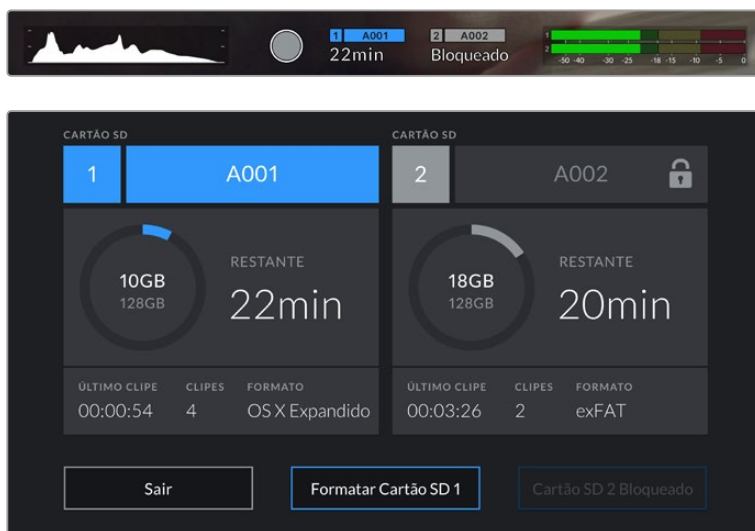 1 A001
22min
2 A002
Bloqueado
1
2
-50 -40 -30 -25 -18 -15 -10 -5 0
CARTÃO SD
1 A001
10GB
128GB
RESTANTE
22min
ÚLTIMO CLIPE CLIPES FORMATO
00:00:54 4 OS X Expandido
CARTÃO SD
2 A002
18GB
128GB
RESTANTE
20min
ÚLTIMO CLIPE CLIPES FORMATO
00:03:26 2 exFAT
Sair
Formatar Cartão SD 1
Cartão SD 2 Bloqueado